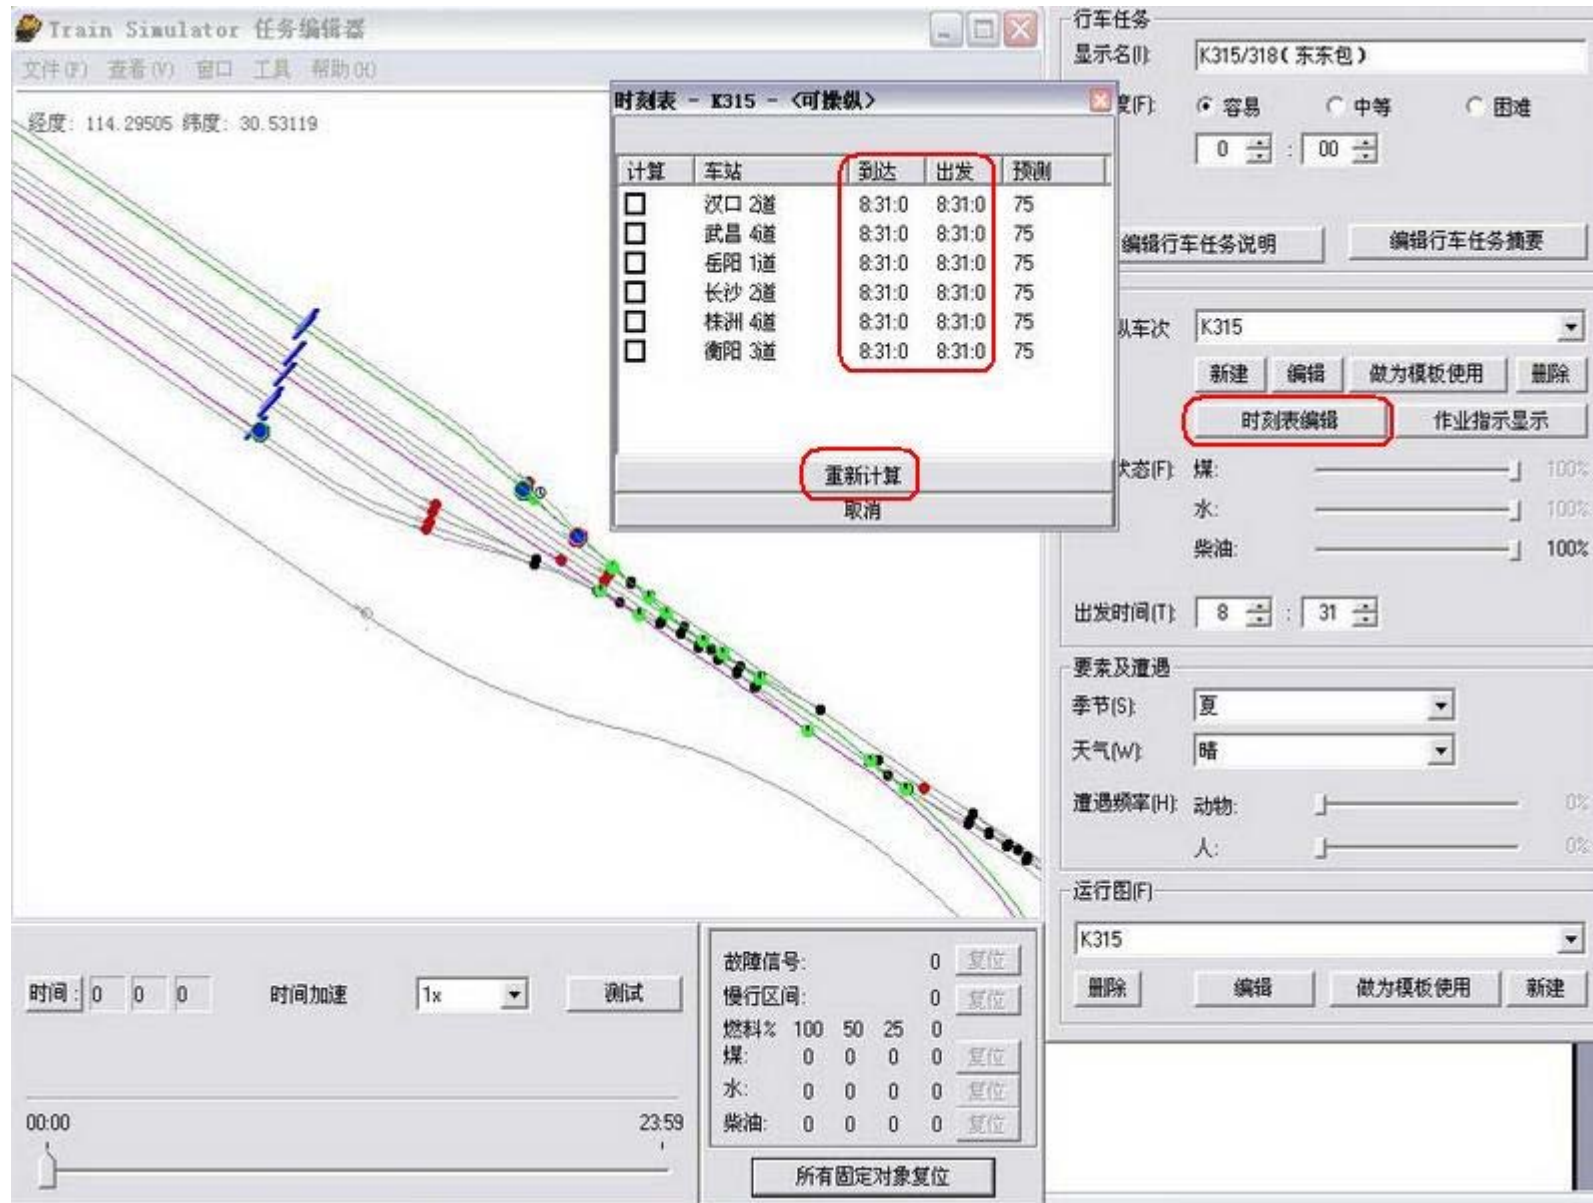 Train Simulator 任务编辑器
文件(F) 查看(V) 窗口 工具 帮助(H)
经度: 114.29505 纬度: 30.53119
时刻表 - K315 - <可操纵>
计算 车站 到达 出发 预测
汉口 2道 8:31:0 8:31:0 75
武昌 4道 8:31:0 8:31:0 75
岳阳 1道 8:31:0 8:31:0 75
长沙 2道 8:31:0 8:31:0 75
株洲 4道 8:31:0 8:31:0 75
衡阳 3道 8:31:0 8:31:0 75
重新计算
取消
行车任务
显示名(I): K315/318(东东包)
度(F): 容易 中等 困难
0 : 00
编辑行车任务说明 编辑行车任务摘要
纵车次 K315
新建 编辑 做为模板使用 删除
时刻表编辑 作业指示显示
状态(F): 煤: 100%
水: 100%
柴油: 100%
出发时间(T): 8 : 31
要素及遭遇
季节(S): 夏
天气(W): 晴
遭遇频率(H): 动物: 0%
人: 0%
运行图(F)
K315
删除 编辑 做为模板使用 新建
时间: 0 0 0 时间加速 1x 测试
00:00 23:59
故障信号: 0 复位
慢行区间: 0 复位
燃料% 100 50 25 0
煤: 0 0 0 0 复位
水: 0 0 0 0 复位
柴油: 0 0 0 0 复位
所有固定对象复位